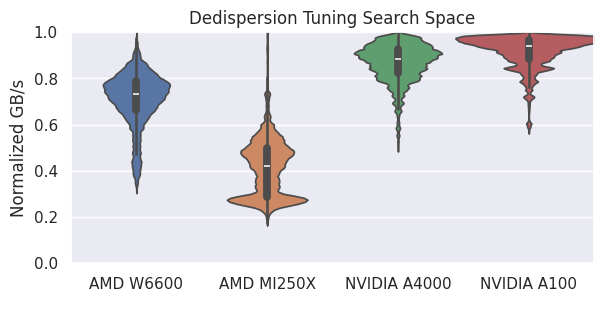 Dedispersion Tuning Search Space
Normalized GB/s
1.0
0.8
0.6
0.4
0.2
0.0
AMD W6600 AMD MI250X NVIDIA A4000 NVIDIA A100